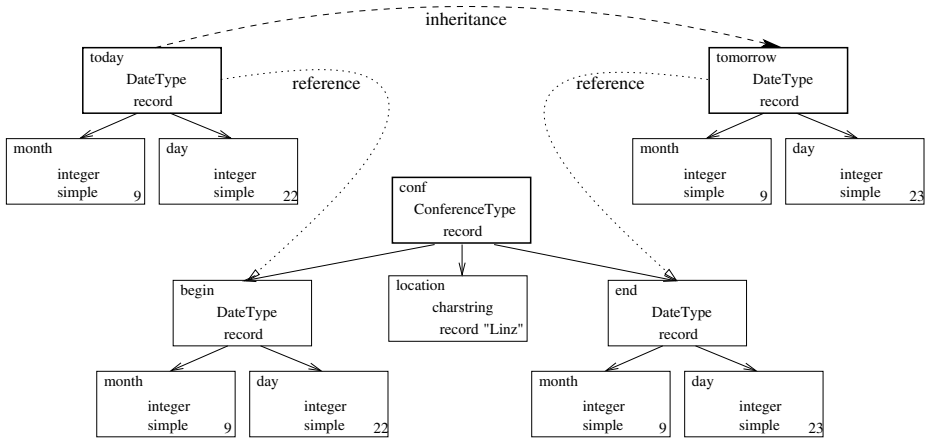 inheritance
today
DateType
record
tomorrow
DateType
record
reference
reference
month
integer
simple 9
day
integer
simple 22
month
integer
simple 9
day
integer
simple 23
conf
ConferenceType
record
begin
DateType
record
location
charstring
record "Linz"
end
DateType
record
month
integer
simple 9
day
integer
simple 22
month
integer
simple 9
day
integer
simple 23